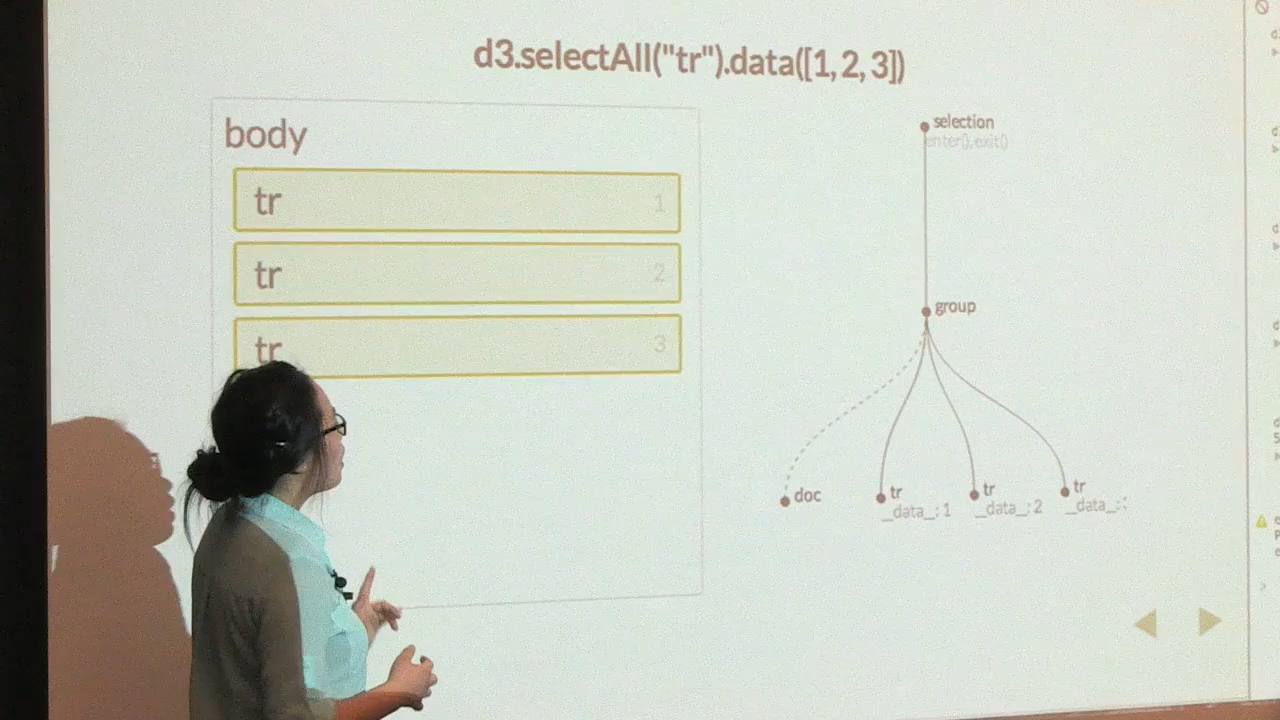 d3.selectAll("tr").data([1, 2, 3])
body
tr 1
tr 2
tr 3
selection
enter(), exit()
group
doc
tr
__data__: 1
tr
__data__: 2
tr
__data__: